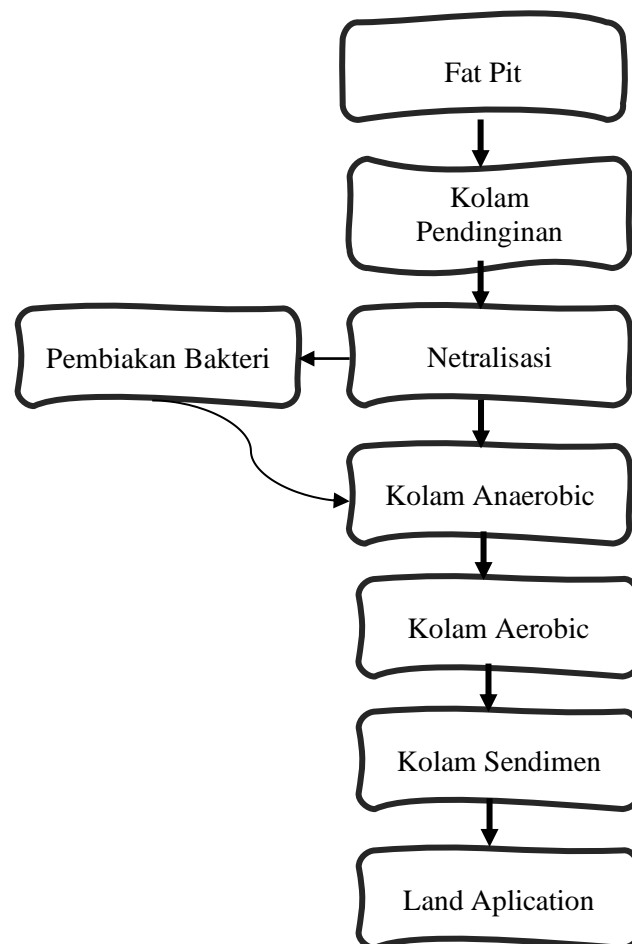 Fat Pit
Kolam
Pendinginan
Pembiakan Bakteri
Netralisasi
Kolam Anaerobic
Kolam Aerobic
Kolam Sendimen
Land Aplication